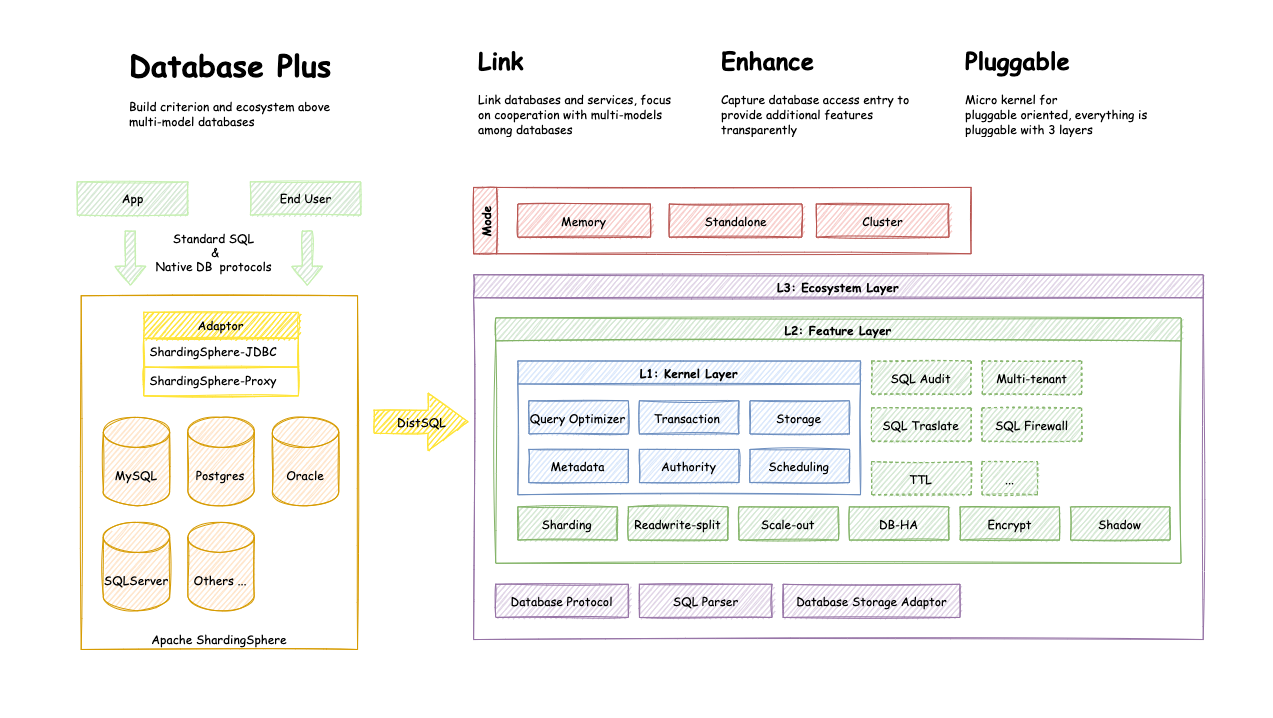 Database Plus
Build criterion and ecosystem above
multi-model databases
Link
Link databases and services, focus
on cooperation with multi-models
among databases
Enhance
Capture database access entry to
provide additional features
transparently
Pluggable
Micro kernel for
pluggable oriented, everything is
pluggable with 3 layers
App
End User
Standard SQL
&
Native DB protocols
Adaptor
ShardingSphere-JDBC
ShardingSphere-Proxy
MySQL
Postgres
Oracle
SQLServer
Others ...
Apache ShardingSphere
DistSQL
Mode
Memory
Standalone
Cluster
L3: Ecosystem Layer
L2: Feature Layer
L1: Kernel Layer
Query Optimizer
Transaction
Storage
Metadata
Authority
Scheduling
SQL Audit
Multi-tenant
SQL Traslate
SQL Firewall
TTL
...
Sharding
Readwrite-split
Scale-out
DB-HA
Encrypt
Shadow
Database Protocol
SQL Parser
Database Storage Adaptor